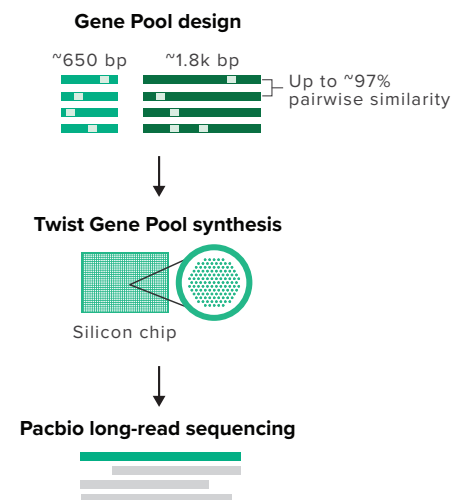 Gene Pool design
~650 bp
~1.8k bp
Up to ~97%
pairwise similarity
Twist Gene Pool synthesis
Silicon chip
Pacbio long-read sequencing